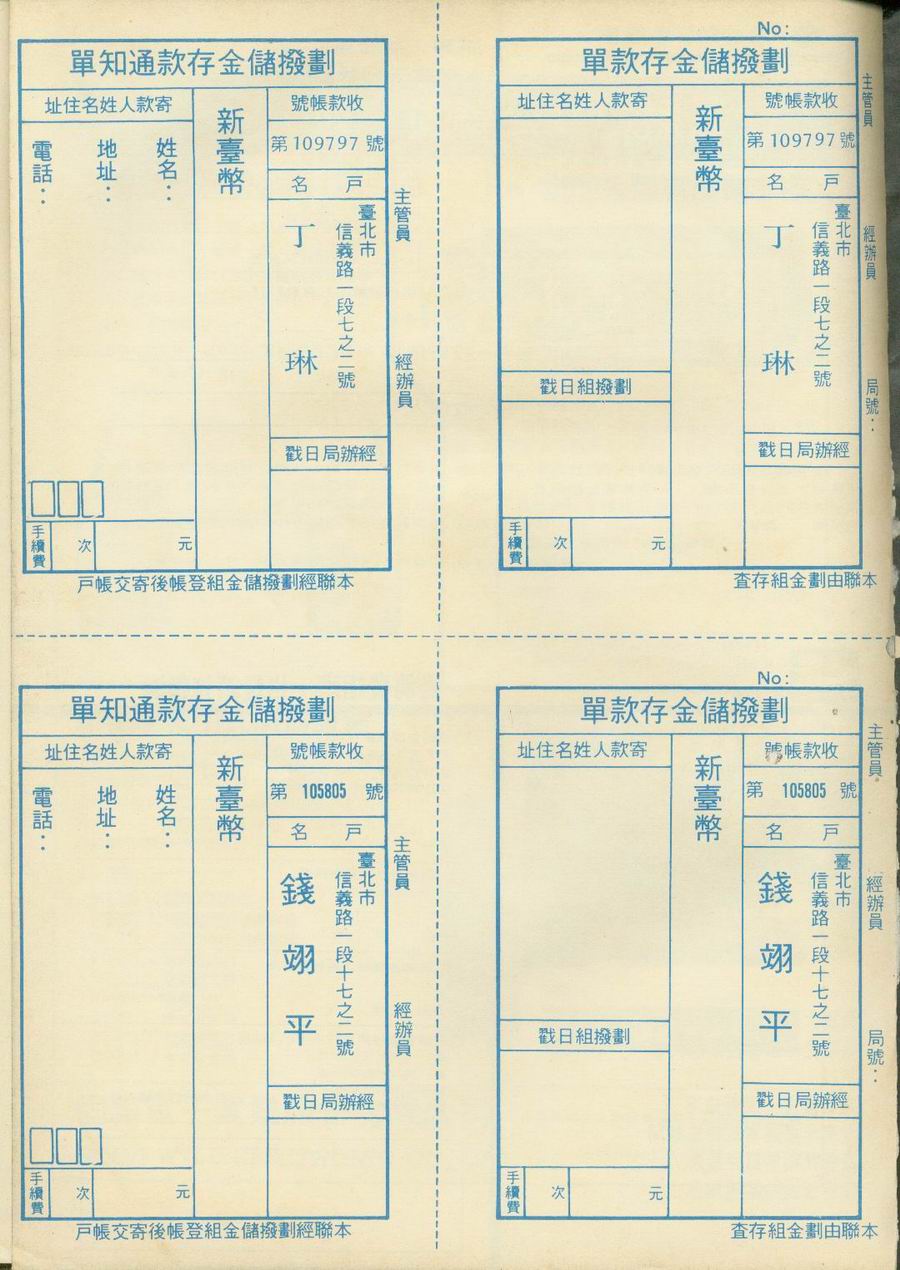 單知通款存金儲撥劃
號帳款收
第109797號
名 戶
臺北市
信義路一段七之二號
丁琳
戳日局辦經
新臺幣
址住名姓人款寄
姓名：
地址：
電話：
手續費
次
元
主管員
經辦員
戶帳交寄後帳登組金儲撥劃經聯本
No:
單款存金儲撥劃
號帳款收
第109797號
名 戶
臺北市
信義路一段七之二號
丁琳
戳日局辦經
新臺幣
址住名姓人款寄
戳日組撥劃
手續費
次
元
主管員
經辦員
局號：
查存組金劃由聯本
單知通款存金儲撥劃
號帳款收
第 105805 號
名 戶
臺北市
信義路一段十七之二號
錢翊平
戳日局辦經
新臺幣
址住名姓人款寄
姓名：
地址：
電話：
手續費
次
元
主管員
經辦員
戶帳交寄後帳登組金儲撥劃經聯本
No:
單款存金儲撥劃
號帳款收
第 105805 號
名 戶
臺北市
信義路一段十七之二號
錢翊平
戳日局辦經
新臺幣
址住名姓人款寄
戳日組撥劃
手續費
次
元
主管員
經辦員
局號：
查存組金劃由聯本